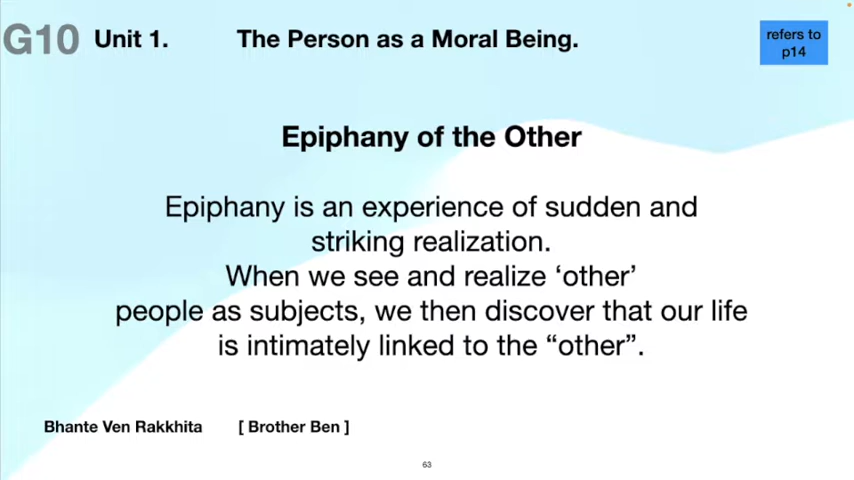 G10 Unit 1. The Person as a Moral Being.
refers to
p14
Epiphany of the Other
Epiphany is an experience of sudden and
striking realization.
When we see and realize ‘other’
people as subjects, we then discover that our life
is intimately linked to the “other”.
Bhante Ven Rakkhita [ Brother Ben ]
63